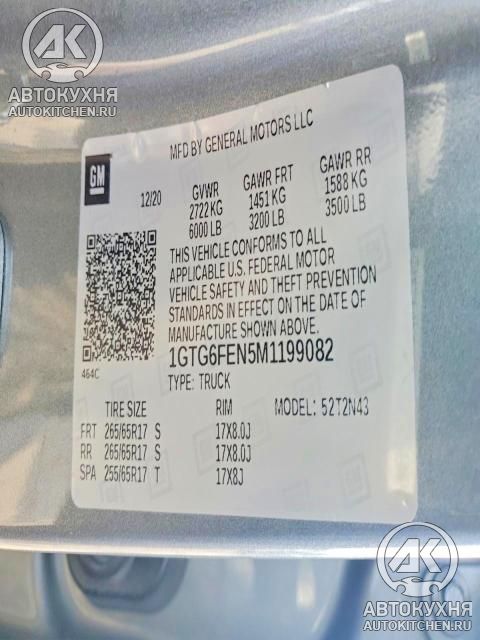 АК
АВТОКУХНЯ
AUTOKITCHEN.RU
MFD BY GENERAL MOTORS LLC
GM
12/20
GVWR GAWR FRT GAWR RR
2722 KG 1451 KG 1588 KG
6000 LB 3200 LB 3500 LB
THIS VEHICLE CONFORMS TO ALL
APPLICABLE U.S. FEDERAL MOTOR
VEHICLE SAFETY AND THEFT PREVENTION
STANDARDS IN EFFECT ON THE DATE OF
MANUFACTURE SHOWN ABOVE.
464C
1GTG6FEN5M1199082
TYPE: TRUCK
TIRE SIZE RIM MODEL: 52T2N43
FRT 265/65R17 S 17X8.0J
RR 265/65R17 S 17X8.0J
SPA 255/65R17 T 17X8J
АК
АВТОКУХНЯ
AUTOKITCHEN.RU